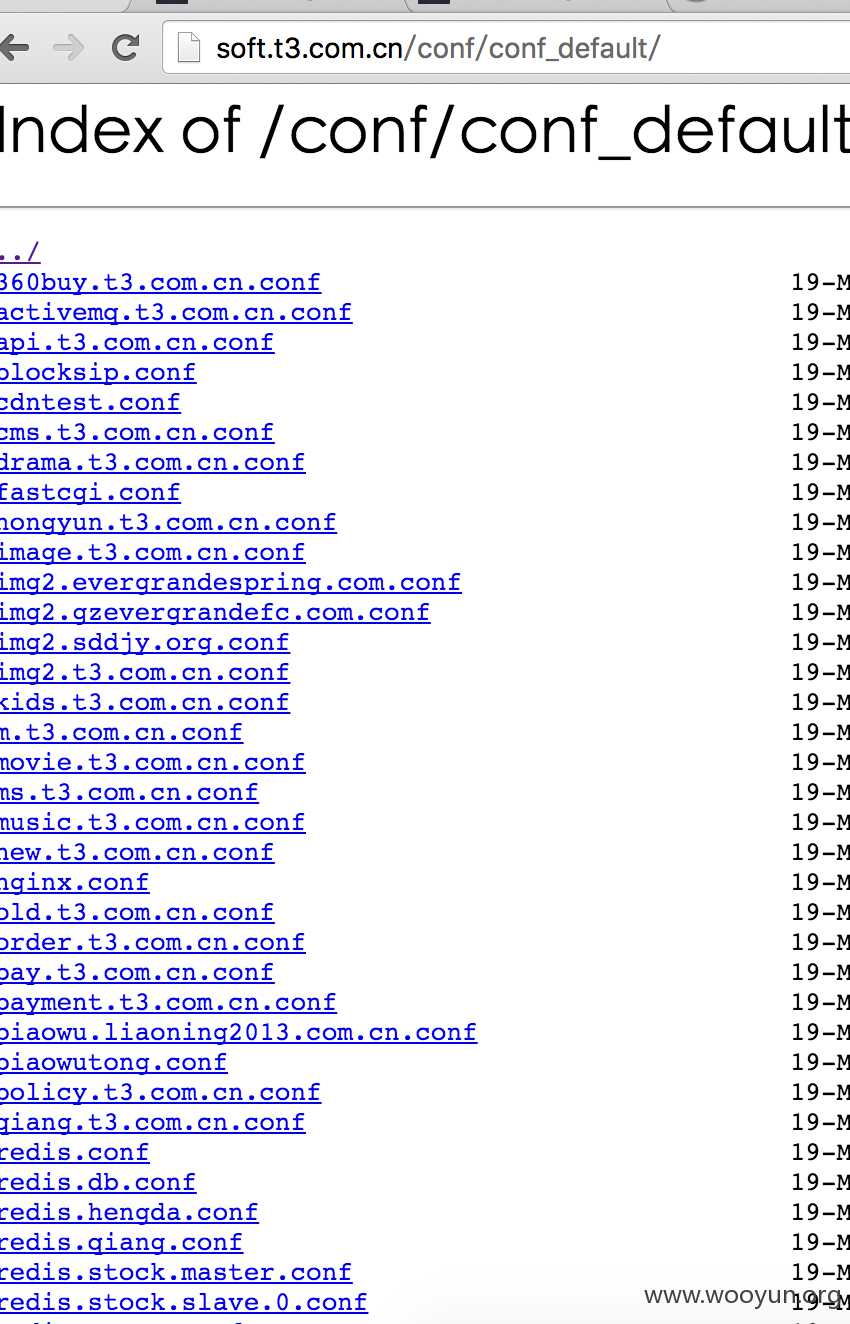 soft.t3.com.cn/conf/conf_default/
Index of /conf/conf_default
../
360buy.t3.com.cn.conf 19-M
activemq.t3.com.cn.conf 19-M
api.t3.com.cn.conf 19-M
blocksip.conf 19-M
cdntest.conf 19-M
cms.t3.com.cn.conf 19-M
drama.t3.com.cn.conf 19-M
fastcgi.conf 19-M
hongyun.t3.com.cn.conf 19-M
image.t3.com.cn.conf 19-M
img2.evergrandespring.com.conf 19-M
img2.gzevergrandefc.com.conf 19-M
img2.sddjy.org.conf 19-M
img2.t3.com.cn.conf 19-M
kids.t3.com.cn.conf 19-M
m.t3.com.cn.conf 19-M
movie.t3.com.cn.conf 19-M
ms.t3.com.cn.conf 19-M
music.t3.com.cn.conf 19-M
new.t3.com.cn.conf 19-M
nginx.conf 19-M
old.t3.com.cn.conf 19-M
order.t3.com.cn.conf 19-M
pay.t3.com.cn.conf 19-M
payment.t3.com.cn.conf 19-M
piaowu.liaoning2013.com.cn.conf 19-M
piaowutong.conf 19-M
policy.t3.com.cn.conf 19-M
qiang.t3.com.cn.conf 19-M
redis.conf 19-M
redis.db.conf 19-M
redis.hengda.conf 19-M
redis.qiang.conf 19-M
redis.stock.master.conf 19-M
redis.stock.slave.0.conf 19-M
www.wooyun.org